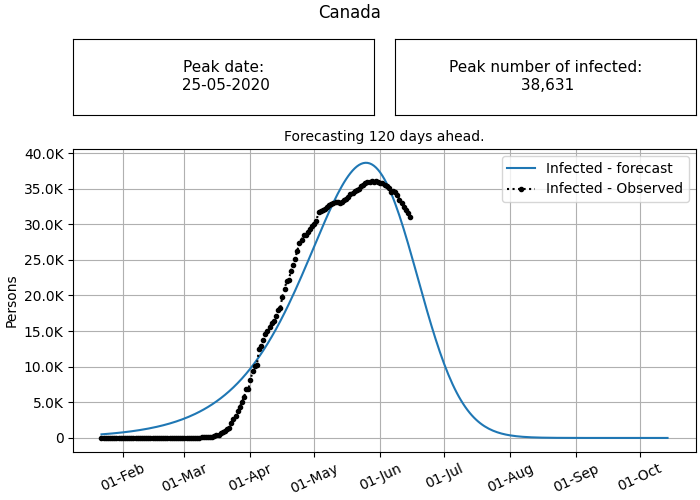 Canada
Peak date:
25-05-2020
Peak number of infected:
38,631
Forecasting 120 days ahead.
40.0K
35.0K
30.0K
25.0K
20.0K
15.0K
10.0K
5.0K
0
Persons
Infected - forecast
Infected - Observed
01-Feb
01-Mar
01-Apr
01-May
01-Jun
01-Jul
01-Aug
01-Sep
01-Oct